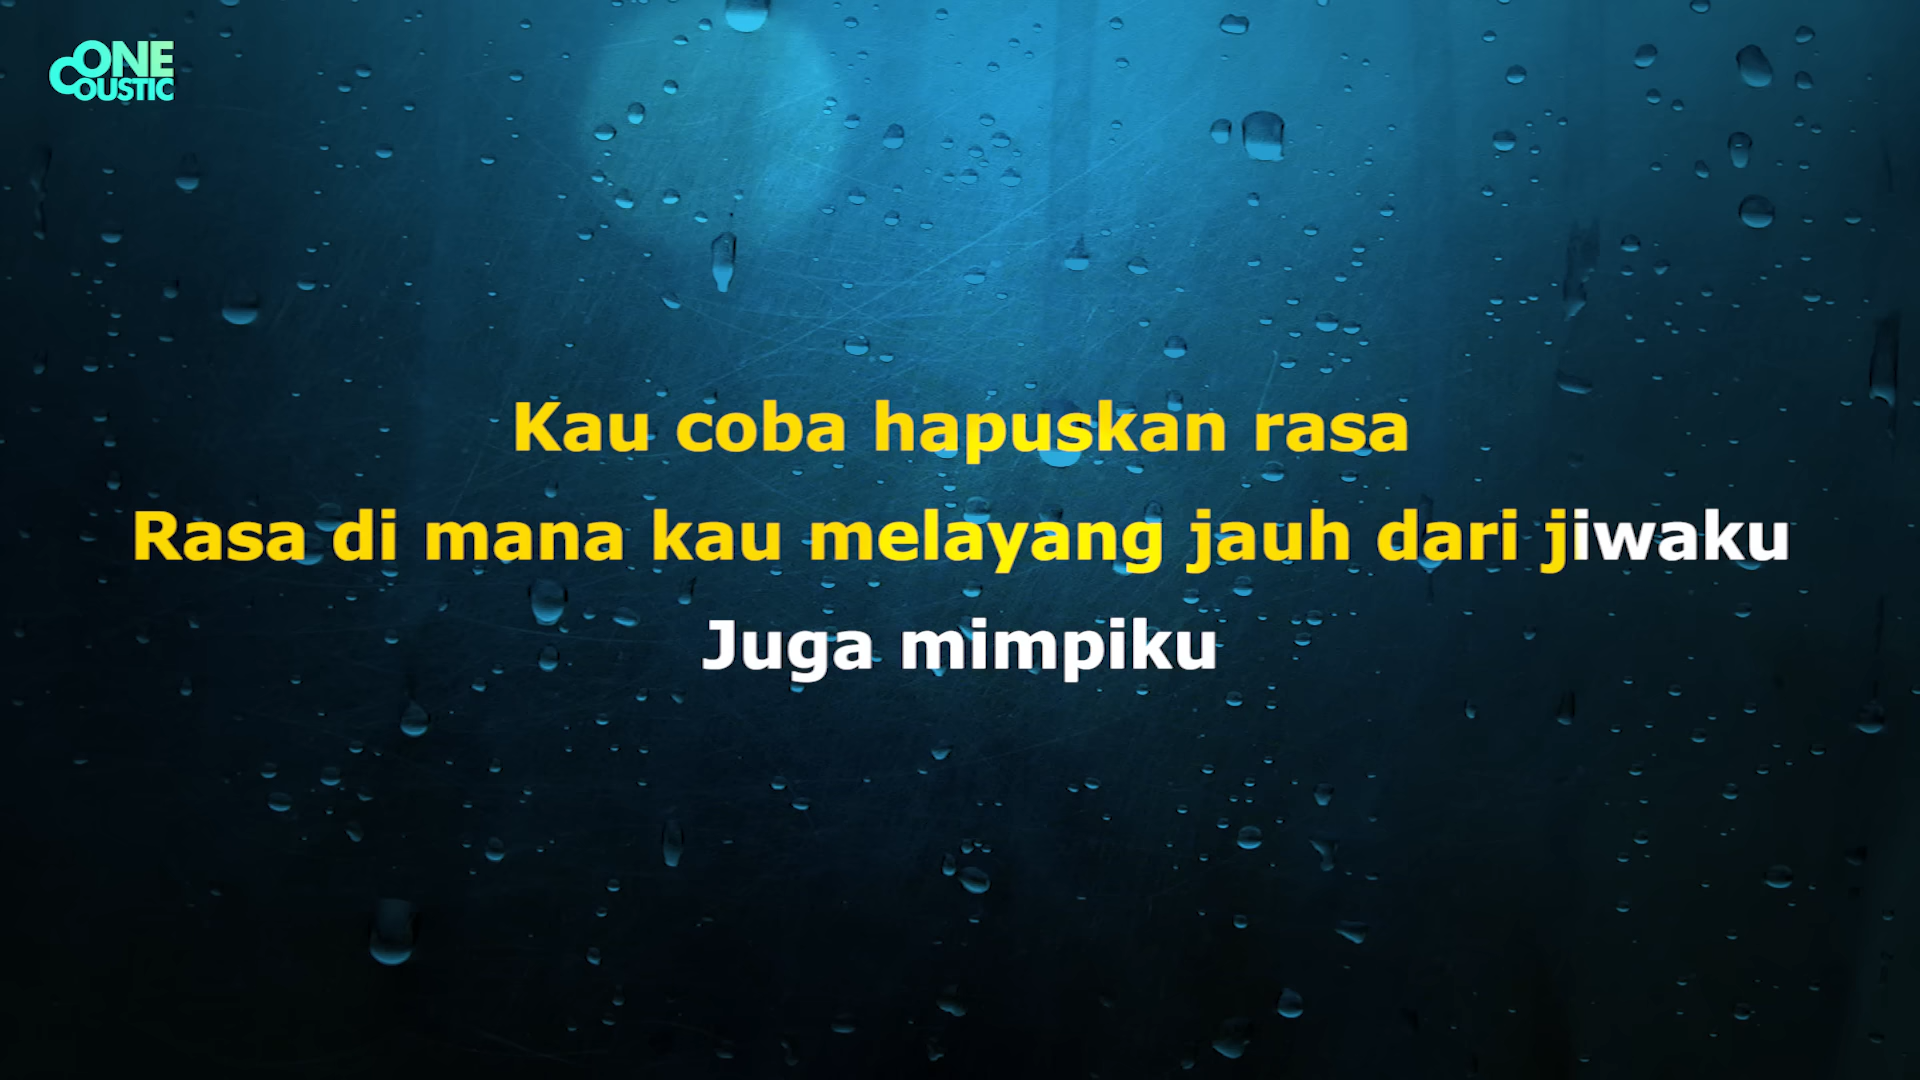 ONE
COUSTIC
Kau coba hapuskan rasa
Rasa di mana kau melayang jauh dari jiwaku
Juga mimpiku